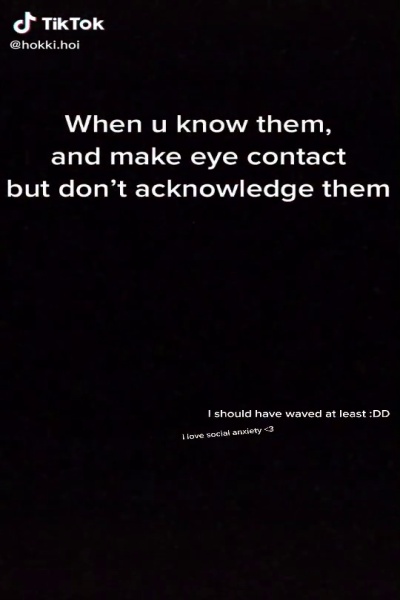 TikTok
@hokki.hoi
When u know them,
and make eye contact
but don't acknowledge them
I should have waved at least :DD
i love social anxiety <3